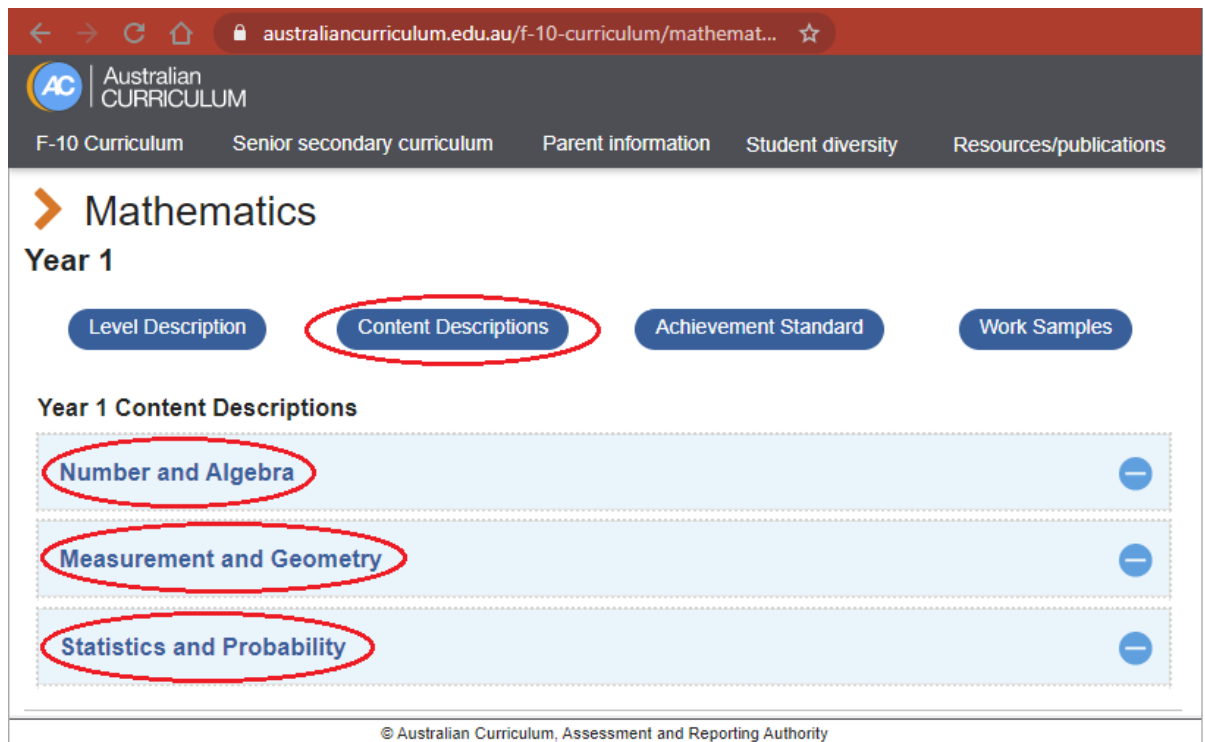 australiancurriculum.edu.au/f-10-curriculum/mathemat...
AC Australian
CURRICULUM
F-10 Curriculum Senior secondary curriculum Parent information Student diversity Resources/publications
Mathematics
Year 1
Level Description Content Descriptions Achievement Standard Work Samples
Year 1 Content Descriptions
Number and Algebra
Measurement and Geometry
Statistics and Probability
© Australian Curriculum, Assessment and Reporting Authority